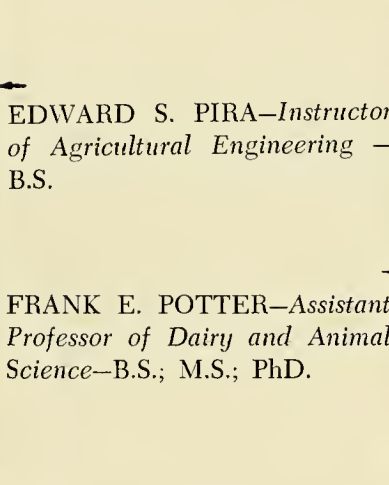 EDWARD S. PIRA—Instructor
of Agricultural Engineering —
B.S.
FRANK E. POTTER—Assistant
Professor of Dairy and Animal
Science—B.S.; M.S.; PhD.